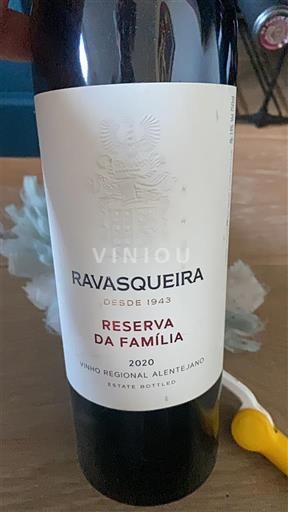 VINIOU
RAVASQUEIRA
DESDE 1943
RESERVA
DA FAMÍLIA
2020
VINHO REGIONAL ALENTEJANO
ESTATE BOTTLED